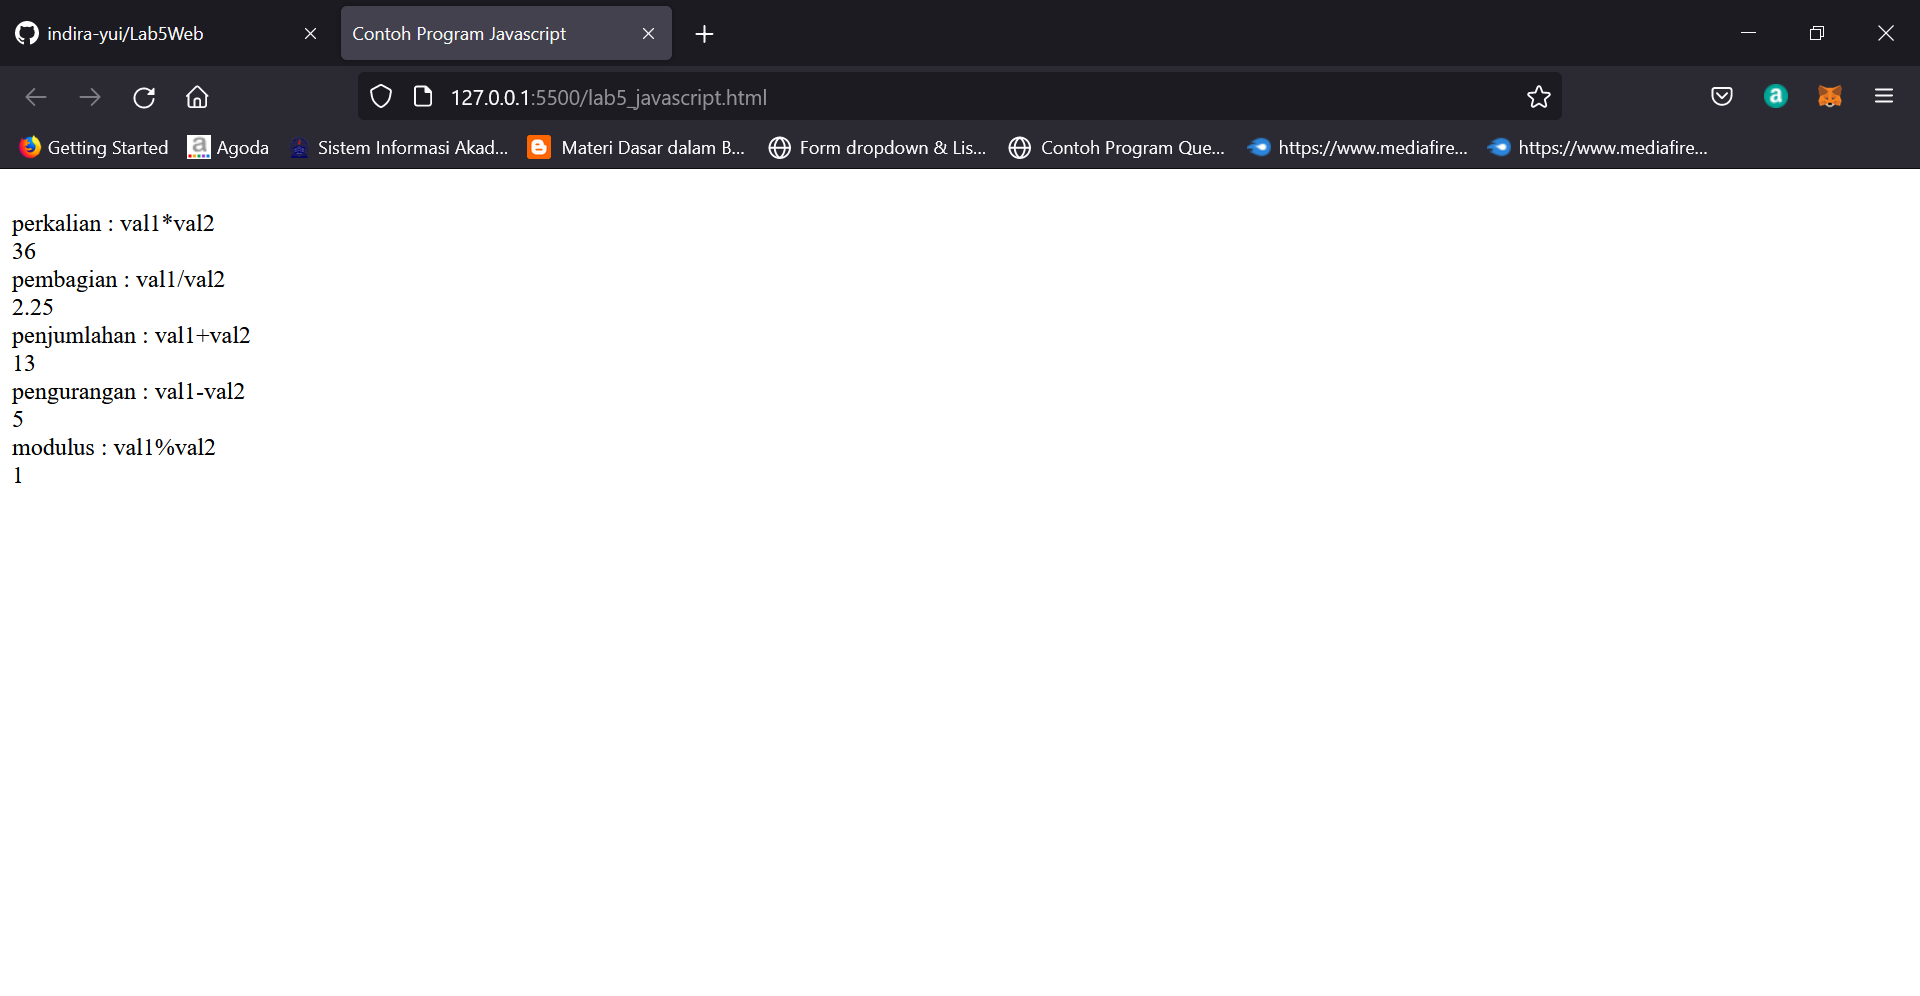 indira-yui/Lab5Web
Contoh Program Javascript
127.0.0.1:5500/lab5_javascript.html
Getting Started
Agoda
Sistem Informasi Akad...
Materi Dasar dalam B...
Form dropdown & Lis...
Contoh Program Que...
https://www.mediafire...
https://www.mediafire...
perkalian : val1*val2
36
pembagian : val1/val2
2.25
penjumlahan : val1+val2
13
pengurangan : val1-val2
5
modulus : val1%val2
1